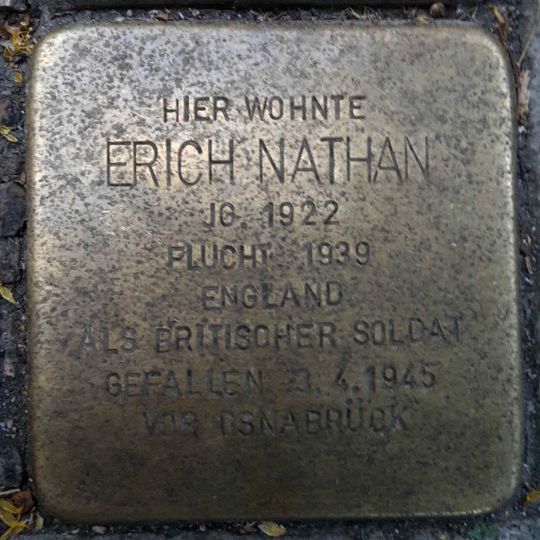 HIER WOHNTE
ERICH NATHAN
JG. 1922
FLUCHT 1939
ENGLAND
ALS BRITISCHER SOLDAT
GEFALLEN 3.4.1945
VOR OSNABRÜCK